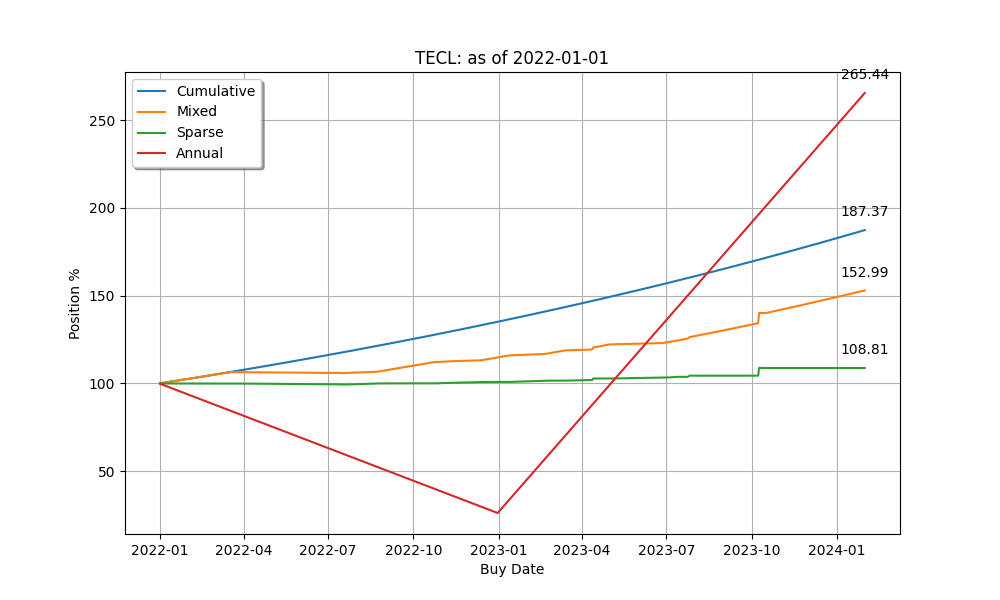 TECL: as of 2022-01-01
265.44
Cumulative
Mixed
Sparse
Annual
187.37
152.99
108.81
250
200
150
100
50
Position %
2022-01 2022-04 2022-07 2022-10 2023-01 2023-04 2023-07 2023-10 2024-01
Buy Date